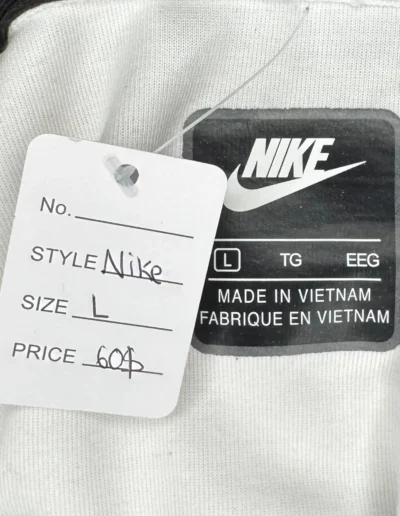 No.
STYLE Nike
SIZE L
PRICE 60$
NIKE
L TG EEG
MADE IN VIETNAM
FABRIQUE EN VIETNAM